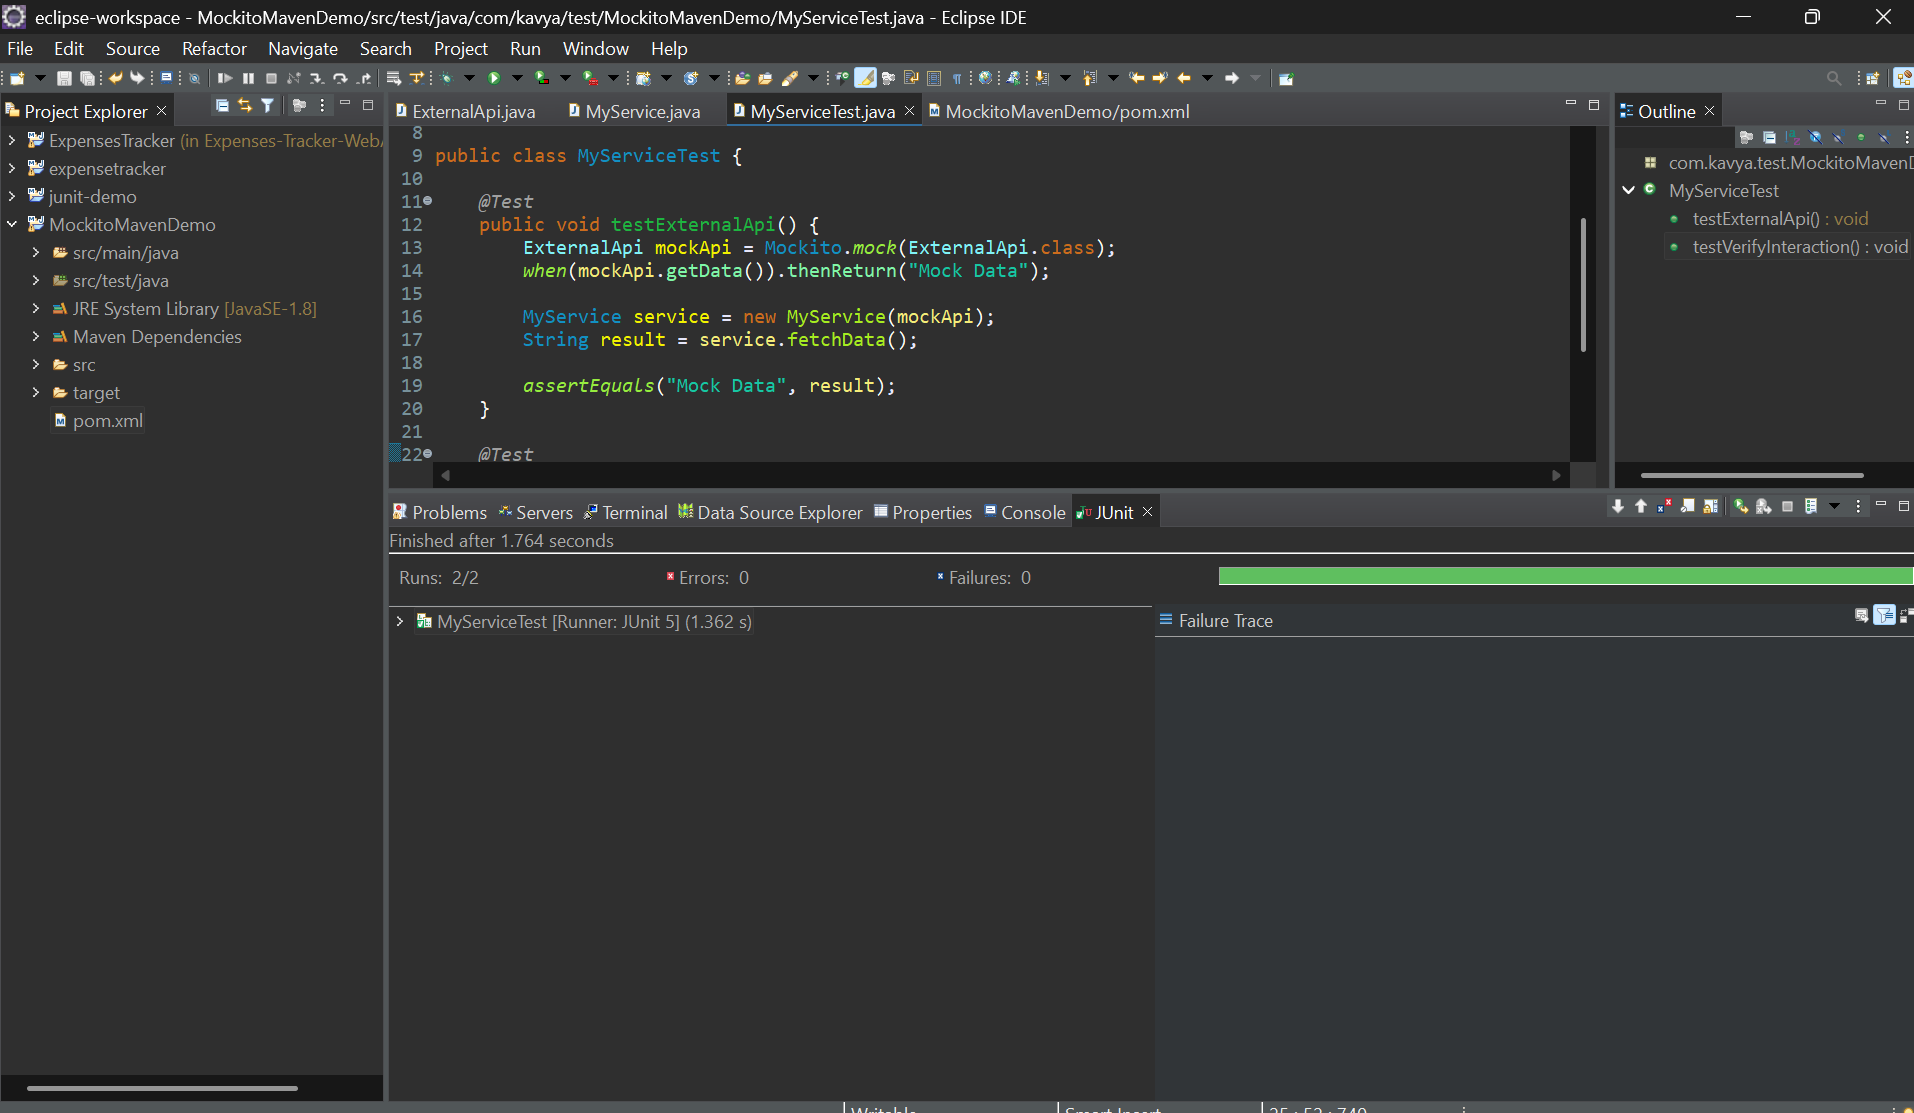 eclipse-workspace - MockitoMavenDemo/src/test/java/com/kavya/test/MockitoMavenDemo/MyServiceTest.java - Eclipse IDE
File Edit Source Refactor Navigate Search Project Run Window Help
Project Explorer
ExpensesTracker (in Expenses-Tracker-WebA
expensetracker
junit-demo
MockitoMavenDemo
src/main/java
src/test/java
JRE System Library [JavaSE-1.8]
Maven Dependencies
src
target
pom.xml
ExternalApi.java MyService.java MyServiceTest.java MockitoMavenDemo/pom.xml
8
9 public class MyServiceTest {
10
11 @Test
12 public void testExternalApi() {
13 ExternalApi mockApi = Mockito.mock(ExternalApi.class);
14 when(mockApi.getData()).thenReturn("Mock Data");
15
16 MyService service = new MyService(mockApi);
17 String result = service.fetchData();
18
19 assertEquals("Mock Data", result);
20 }
21
22 @Test
Outline
com.kavya.test.MockitoMavenD
MyServiceTest
testExternalApi() : void
testVerifyInteraction() : void
Problems Servers Terminal Data Source Explorer Properties Console JUnit
Finished after 1.764 seconds
Runs: 2/2 Errors: 0 Failures: 0
MyServiceTest [Runner: JUnit 5] (1.362 s)
Failure Trace
Writable Smart Insert 25 : 52 : 740